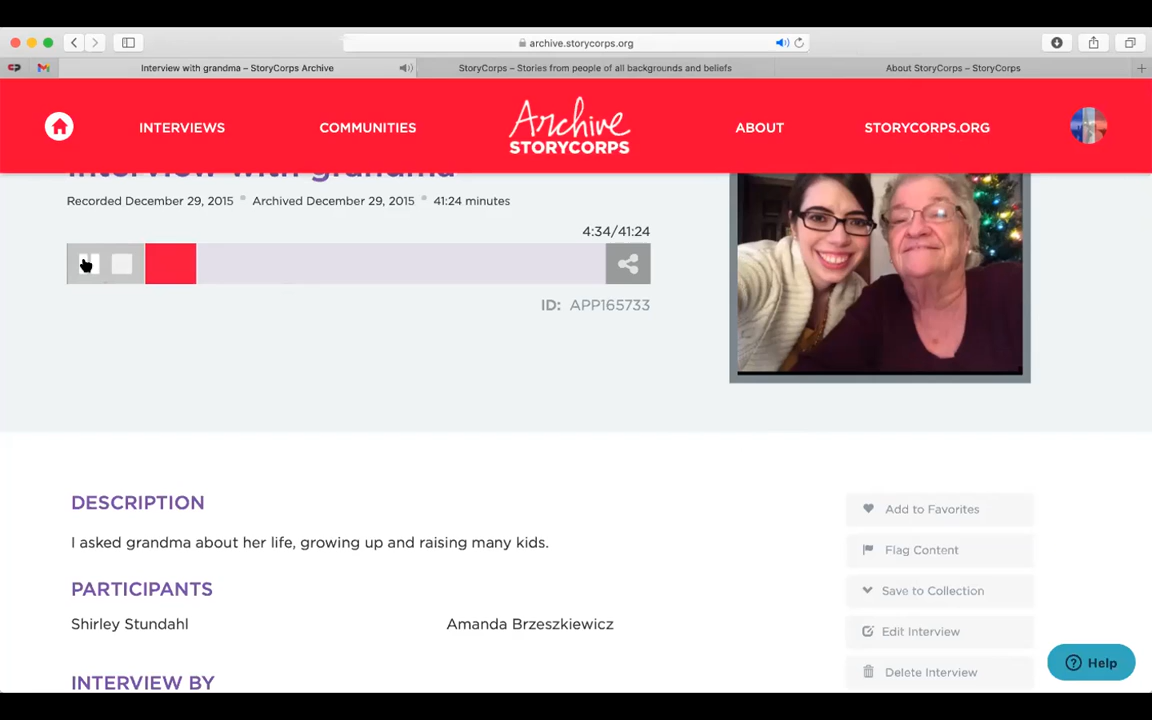 archive.storycorps.org
Interview with grandma – StoryCorps Archive
StoryCorps – Stories from people of all backgrounds and beliefs
About StoryCorps – StoryCorps
INTERVIEWS
COMMUNITIES
Archive
STORYCORPS
ABOUT
STORYCORPS.ORG
Interview with grandma
Recorded December 29, 2015
Archived December 29, 2015
41:24 minutes
4:34/41:24
ID: APP165733
DESCRIPTION
I asked grandma about her life, growing up and raising many kids.
PARTICIPANTS
Shirley Stundahl
Amanda Brzeszkiewicz
INTERVIEW BY
Add to Favorites
Flag Content
Save to Collection
Edit Interview
Delete Interview
Help